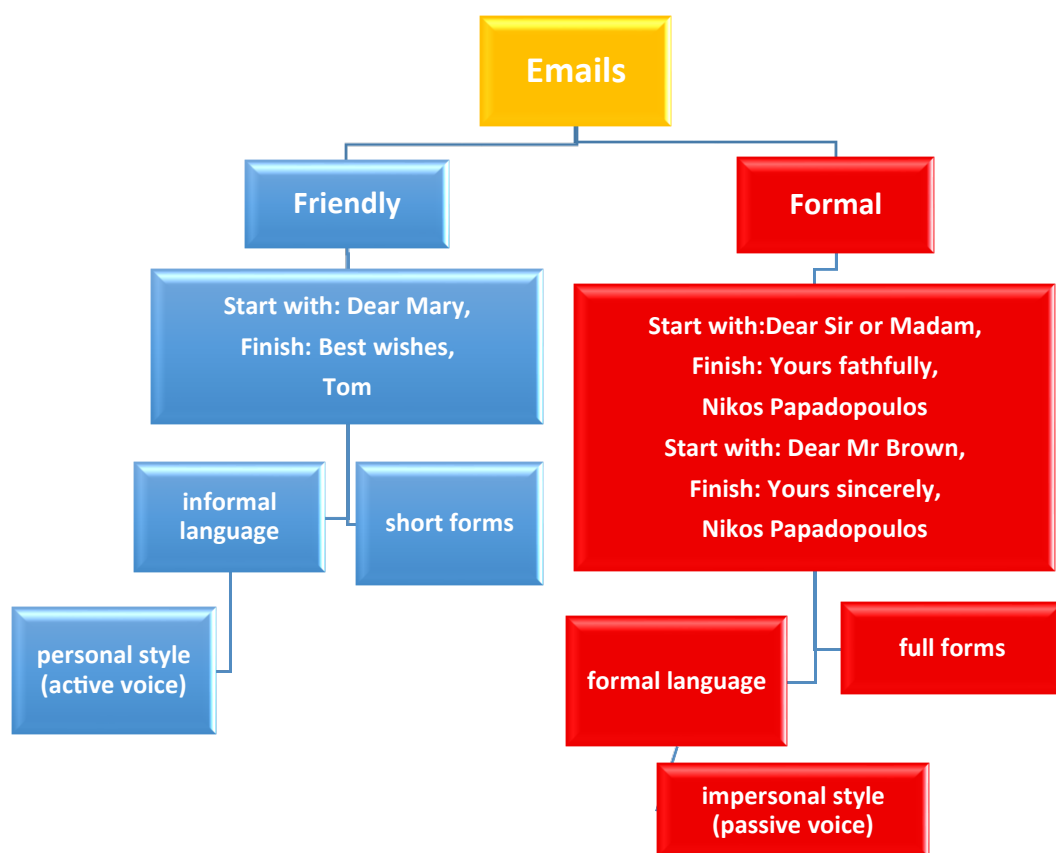 Emails
Friendly
Formal
Start with: Dear Mary,
Finish: Best wishes,
Tom
Start with:Dear Sir or Madam,
Finish: Yours faithfully,
Nikos Papadopoulos
Start with: Dear Mr Brown,
Finish: Yours sincerely,
Nikos Papadopoulos
informal
language
short forms
personal style
(active voice)
formal language
full forms
impersonal style
(passive voice)